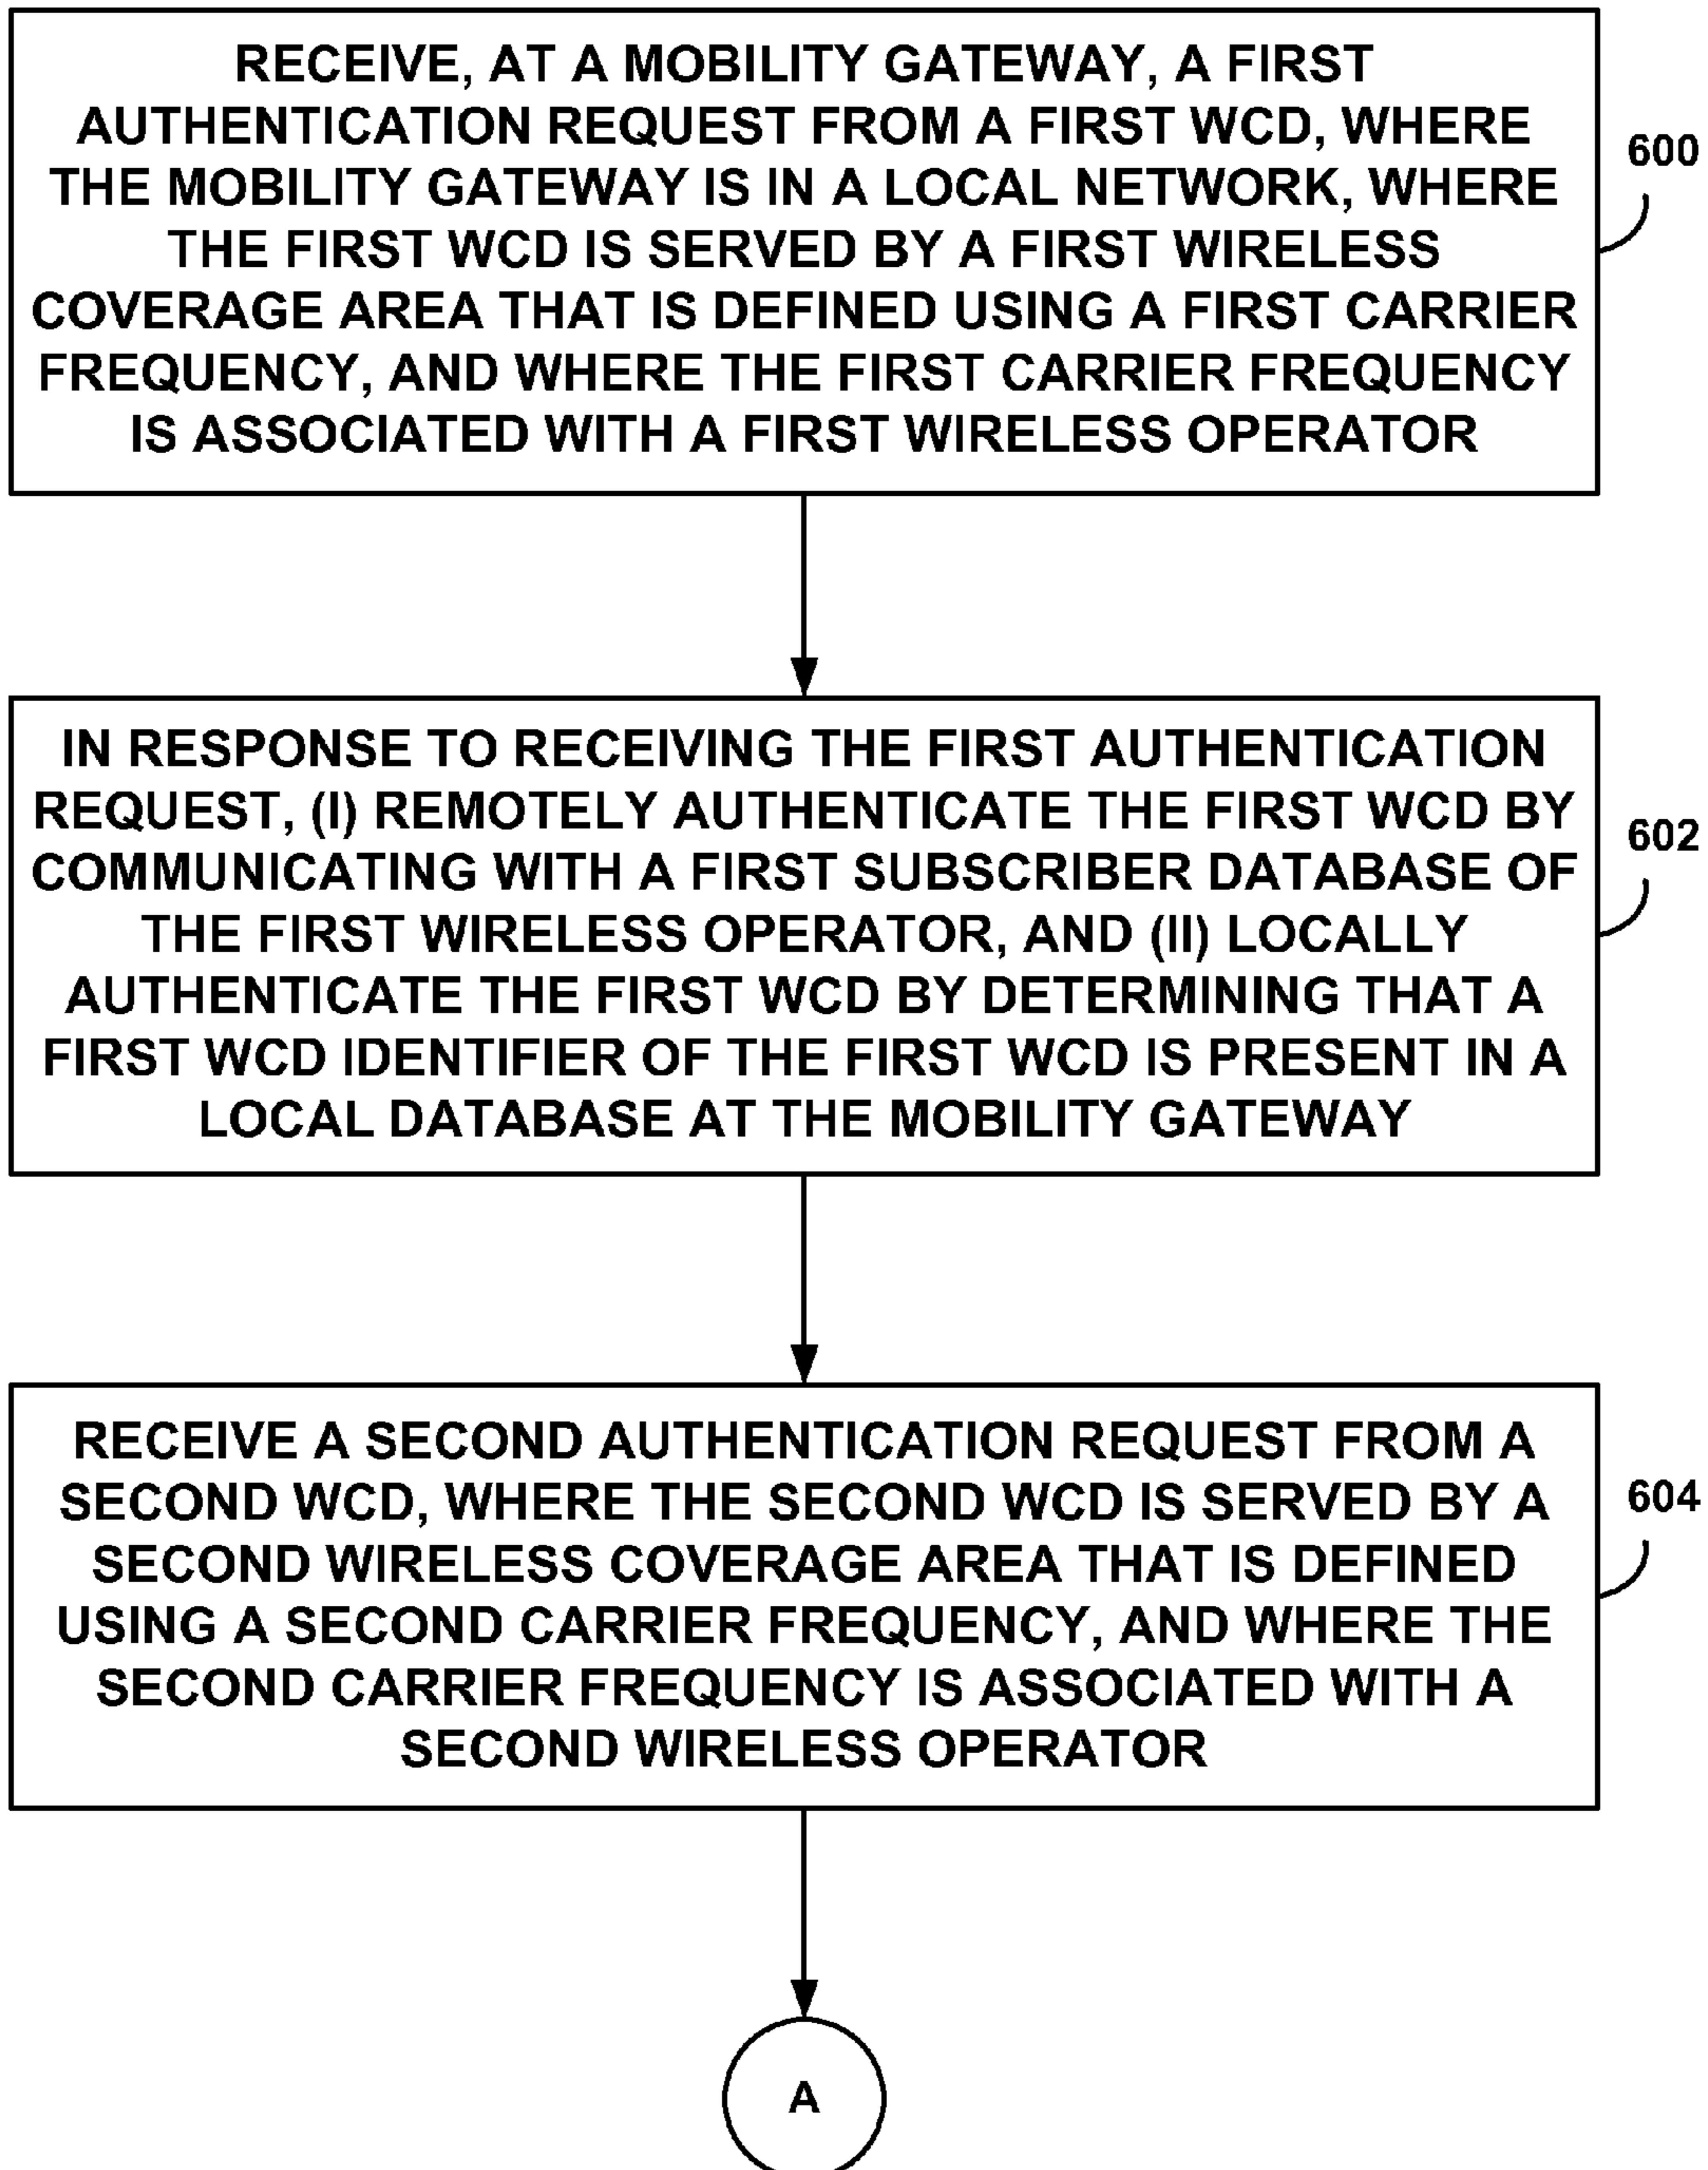 RECEIVE, AT A MOBILITY GATEWAY, A FIRST
AUTHENTICATION REQUEST FROM A FIRST WCD, WHERE
THE MOBILITY GATEWAY IS IN A LOCAL NETWORK, WHERE
THE FIRST WCD IS SERVED BY A FIRST WIRELESS
COVERAGE AREA THAT IS DEFINED USING A FIRST CARRIER
FREQUENCY, AND WHERE THE FIRST CARRIER FREQUENCY
IS ASSOCIATED WITH A FIRST WIRELESS OPERATOR
600
IN RESPONSE TO RECEIVING THE FIRST AUTHENTICATION
REQUEST, (I) REMOTELY AUTHENTICATE THE FIRST WCD BY
COMMUNICATING WITH A FIRST SUBSCRIBER DATABASE OF
THE FIRST WIRELESS OPERATOR, AND (II) LOCALLY
AUTHENTICATE THE FIRST WCD BY DETERMINING THAT A
FIRST WCD IDENTIFIER OF THE FIRST WCD IS PRESENT IN A
LOCAL DATABASE AT THE MOBILITY GATEWAY
602
RECEIVE A SECOND AUTHENTICATION REQUEST FROM A
SECOND WCD, WHERE THE SECOND WCD IS SERVED BY A
SECOND WIRELESS COVERAGE AREA THAT IS DEFINED
USING A SECOND CARRIER FREQUENCY, AND WHERE THE
SECOND CARRIER FREQUENCY IS ASSOCIATED WITH A
SECOND WIRELESS OPERATOR
604
A